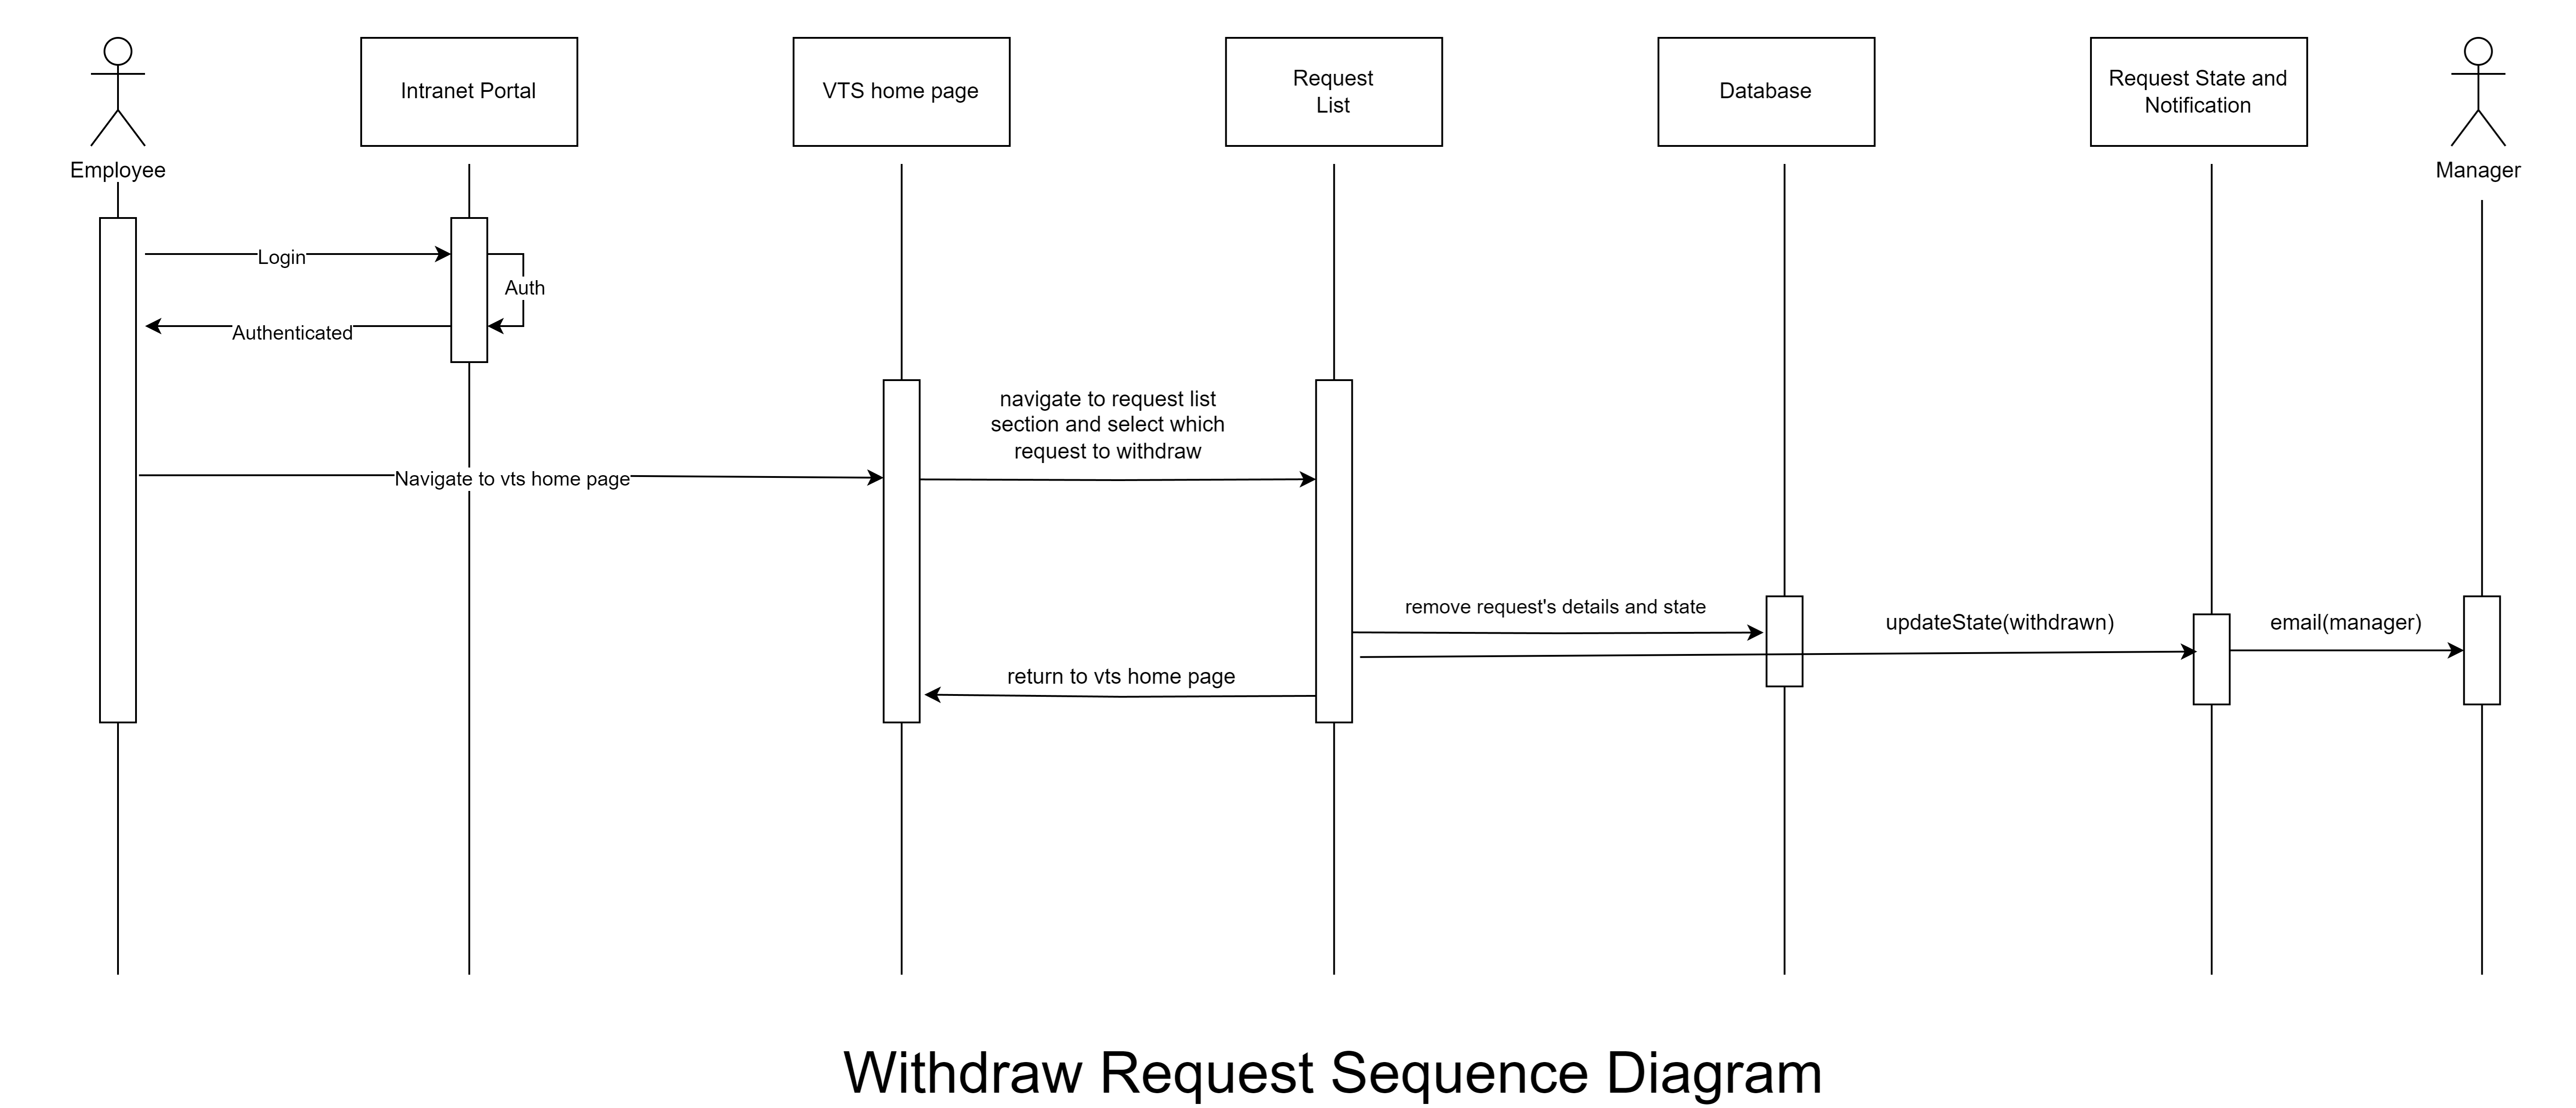 Employee
Intranet Portal
VTS home page
Request
List
Database
Request State and
Notification
Manager
Login
Auth
Authenticated
navigate to request list
section and select which
request to withdraw
Navigate to vts home page
remove request's details and state
updateState(withdrawn)
email(manager)
return to vts home page
Withdraw Request Sequence Diagram